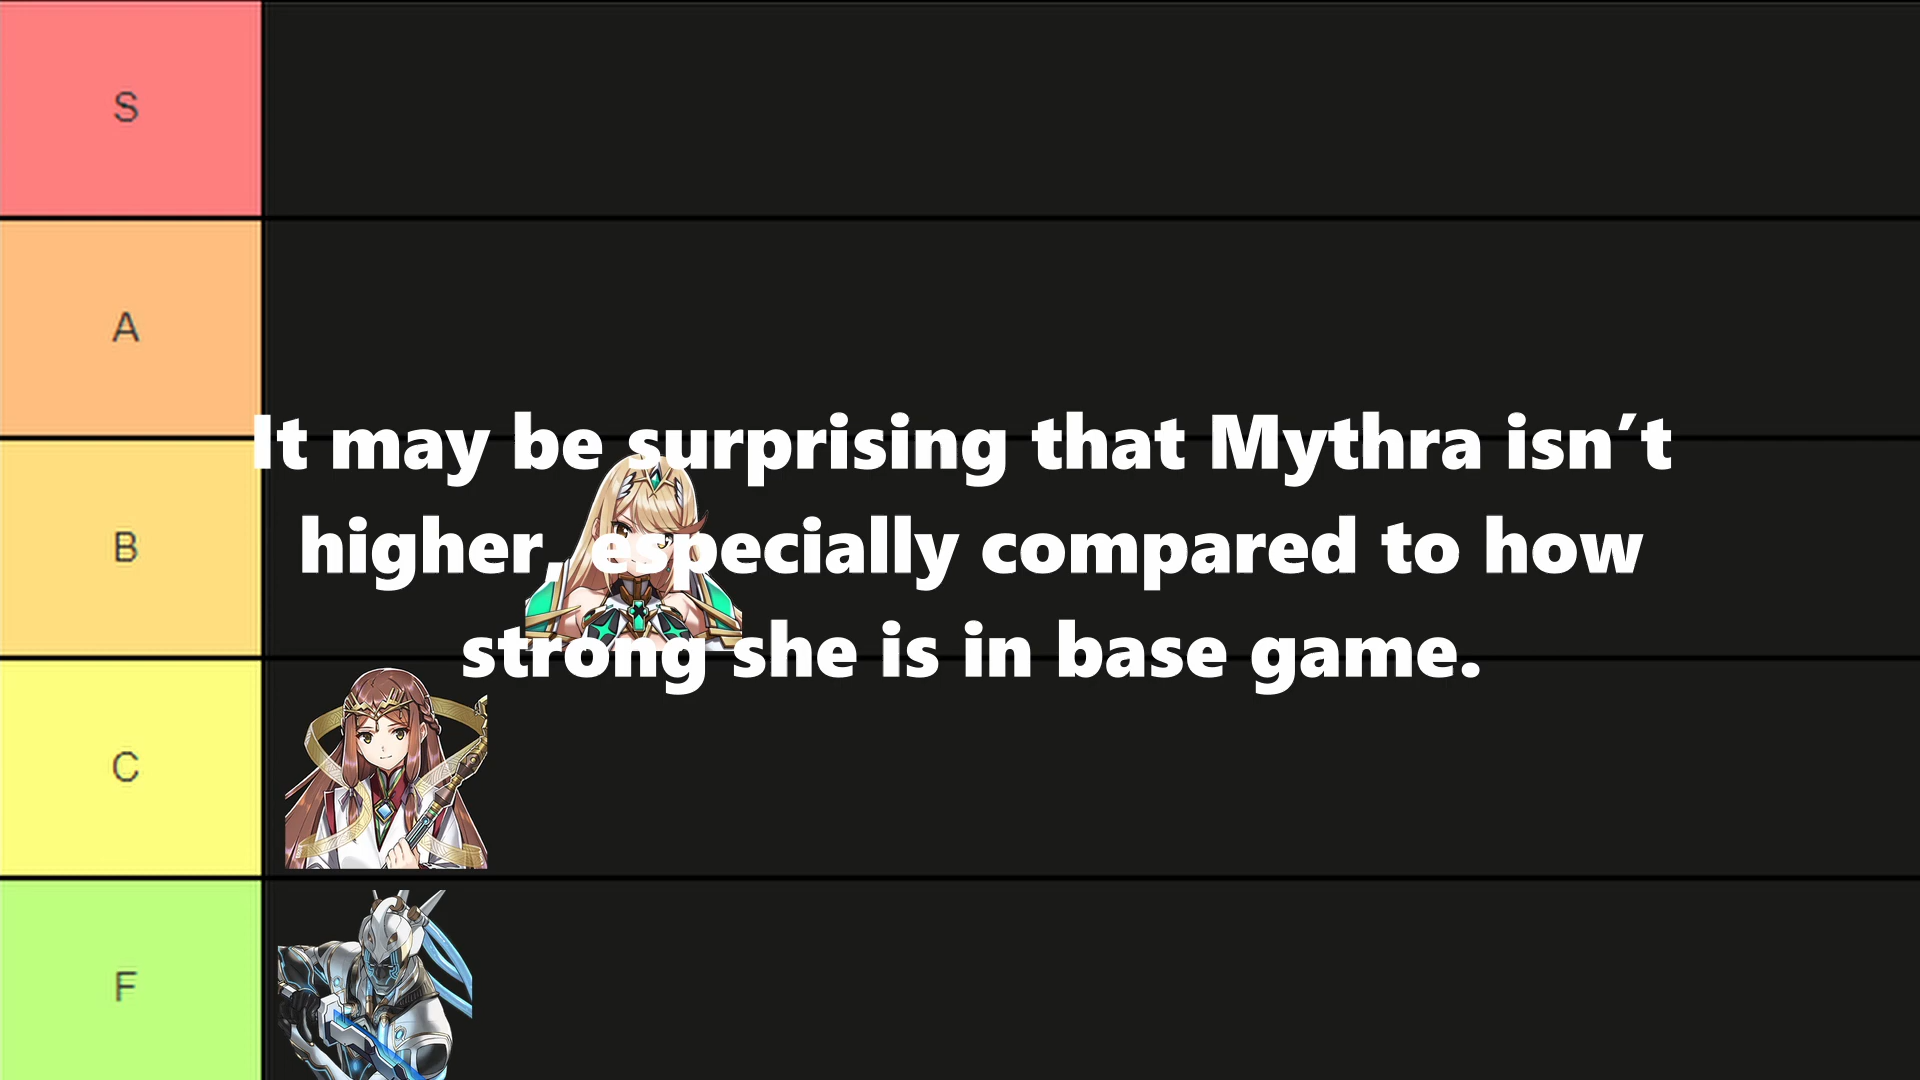 S
A
It may be surprising that Mythra isn’t
higher, especially compared to how
strong she is in base game.
B
C
F